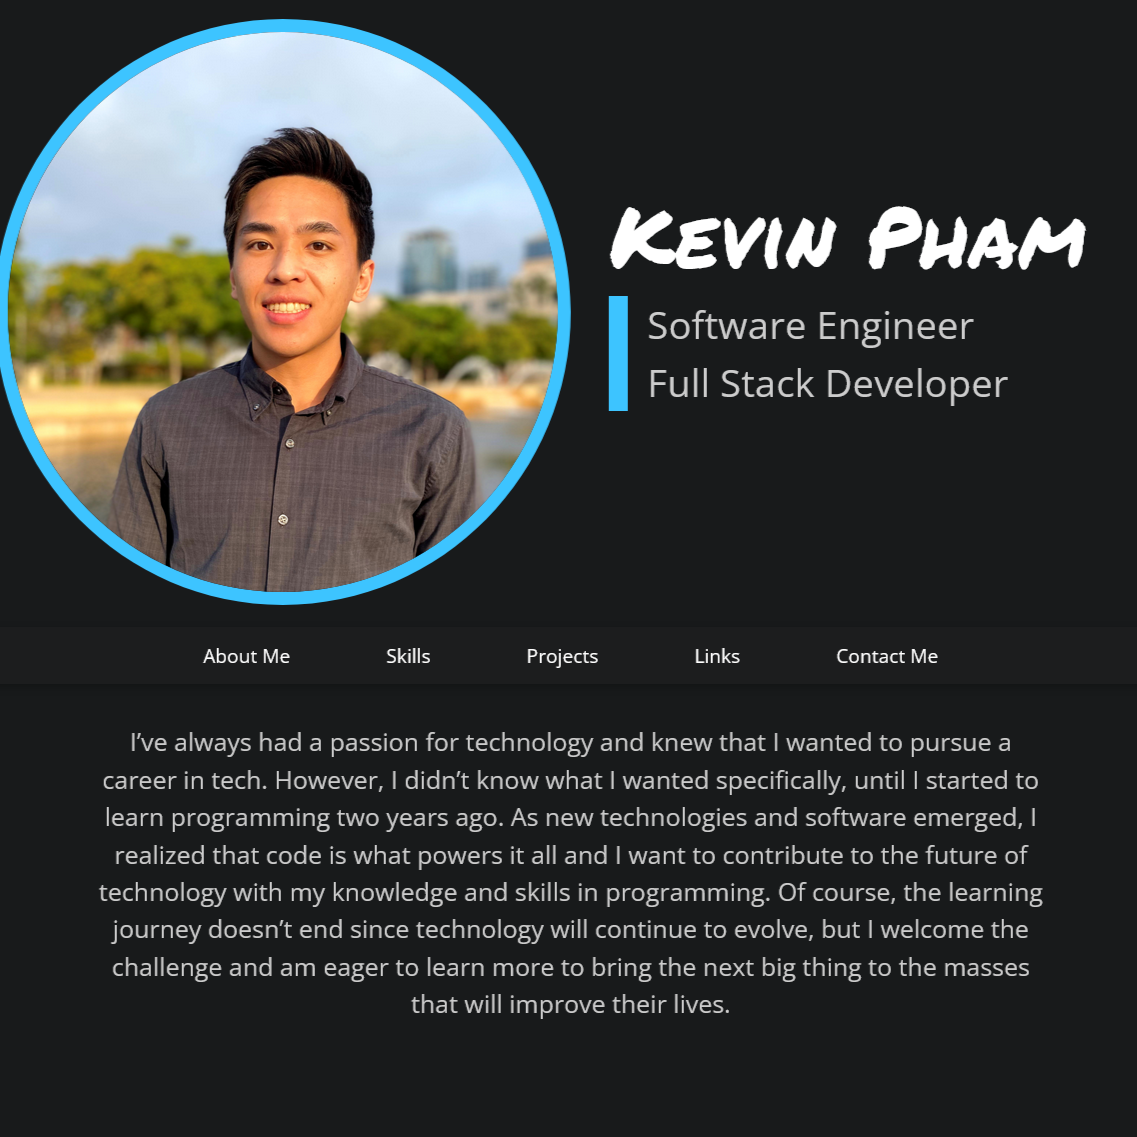 Kevin Pham
Software Engineer
Full Stack Developer
About Me Skills Projects Links Contact Me
I’ve always had a passion for technology and knew that I wanted to pursue a
career in tech. However, I didn’t know what I wanted specifically, until I started to
learn programming two years ago. As new technologies and software emerged, I
realized that code is what powers it all and I want to contribute to the future of
technology with my knowledge and skills in programming. Of course, the learning
journey doesn’t end since technology will continue to evolve, but I welcome the
challenge and am eager to learn more to bring the next big thing to the masses
that will improve their lives.